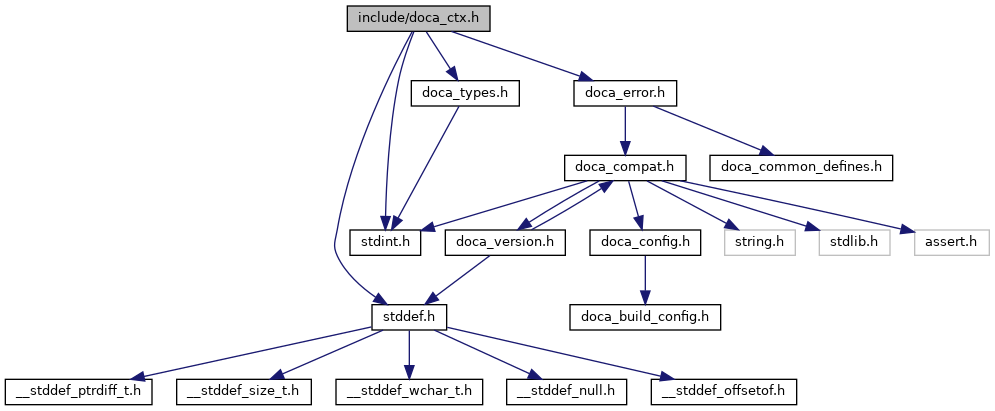 include/doca_ctx.h
doca_types.h
doca_error.h
doca_compat.h
doca_common_defines.h
stdint.h
doca_version.h
doca_config.h
string.h
stdlib.h
assert.h
stddef.h
doca_build_config.h
__stddef_ptrdiff_t.h
__stddef_size_t.h
__stddef_wchar_t.h
__stddef_null.h
__stddef_offsetof.h